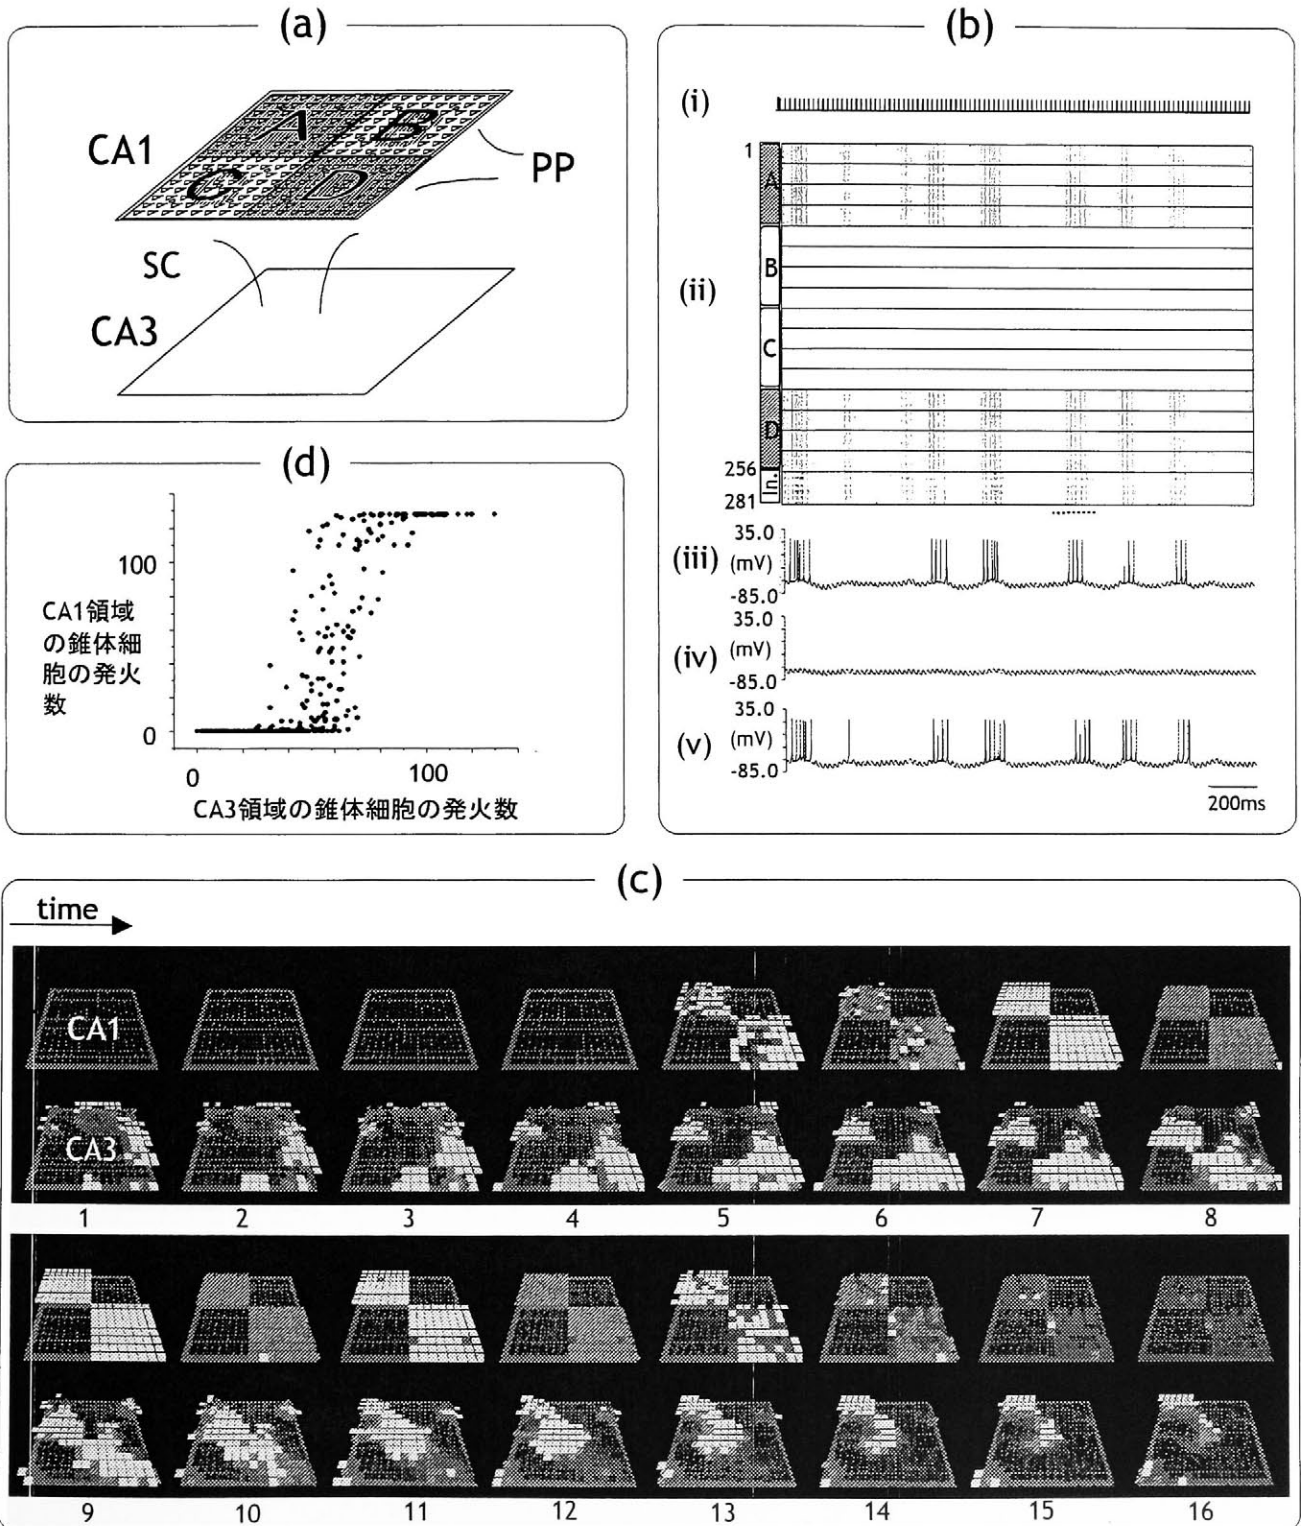 (a)
CA1
A
B
C
D
PP
SC
CA3
(b)
(i)
1
A
B
(ii)
C
D
256
In.
281
(iii)
35.0
(mV)
-85.0
(iv)
35.0
(mV)
-85.0
(v)
35.0
(mV)
-85.0
200ms
(d)
100
CA1領域
の錐体細
胞の発火
数
0
0
100
CA3領域の錐体細胞の発火数
(c)
time
CA1
CA3
1 2 3 4 5 6 7 8
9 10 11 12 13 14 15 16